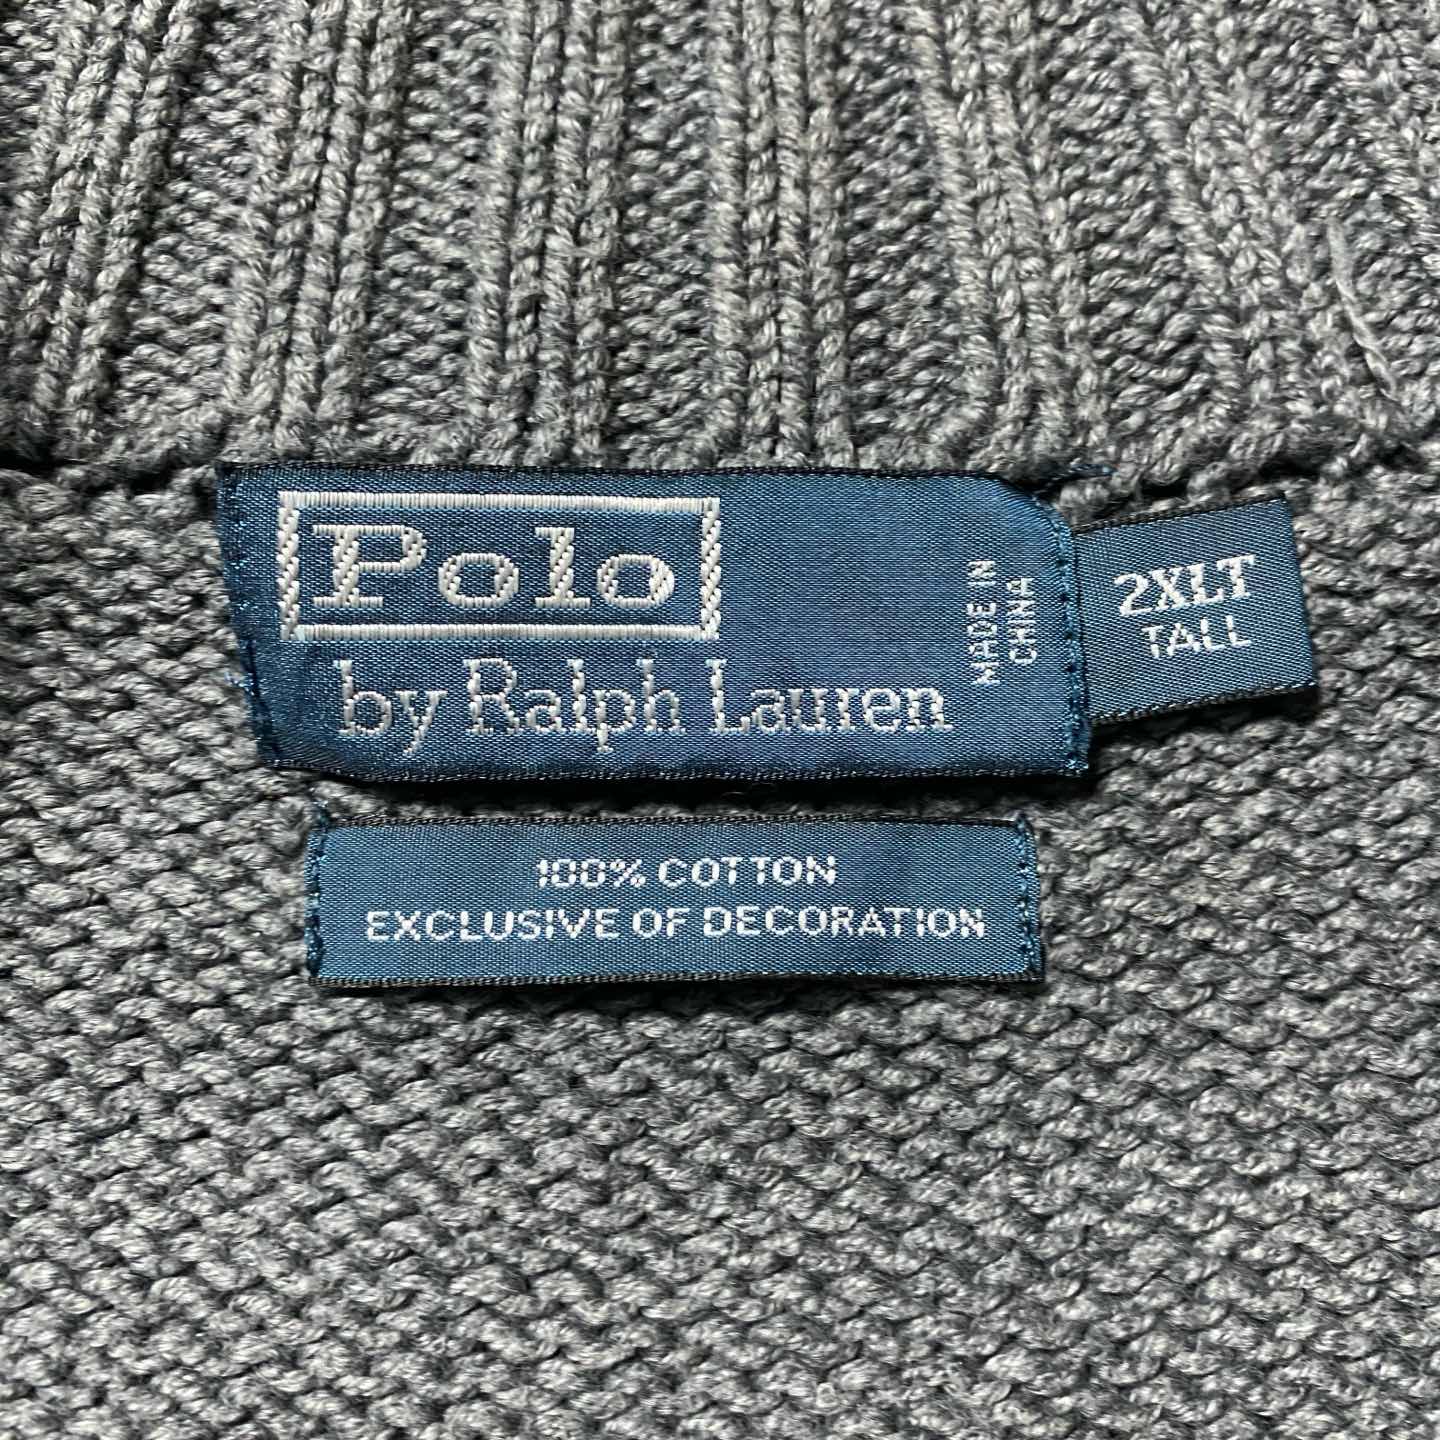 Polo
by Ralph Lauren
MADE IN
CHINA
2XLT
TALL
100% COTTON
EXCLUSIVE OF DECORATION